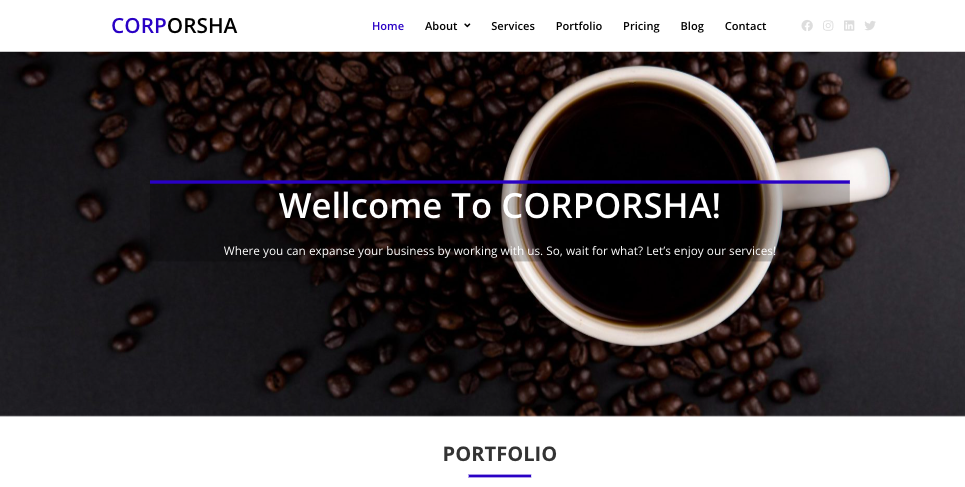 CORPORSHA
Home About Services Portfolio Pricing Blog Contact
Wellcome To CORPORSHA!
Where you can expanse your business by working with us. So, wait for what? Let's enjoy our services!
PORTFOLIO